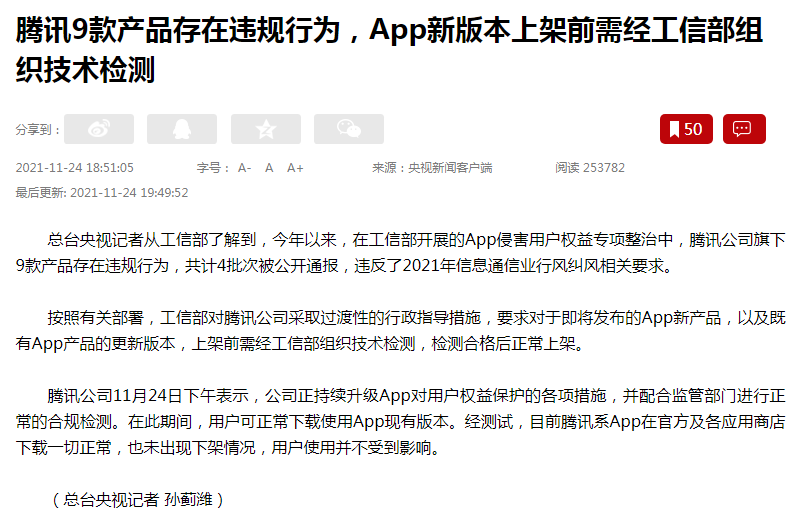 腾讯9款产品存在违规行为，App新版本上架前需经工信部组
织技术检测
分享到：
50
2021-11-24 18:51:05 字号： A- A A+ 来源：央视新闻客户端 阅读 253782
最后更新: 2021-11-24 19:49:52
总台央视记者从工信部了解到，今年以来，在工信部开展的App侵害用户权益专项整治中，腾讯公司旗下
9款产品存在违规行为，共计4批次被公开通报，违反了2021年信息通信业行风纠风相关要求。
按照有关部署，工信部对腾讯公司采取过渡性的行政指导措施，要求对于即将发布的App新产品，以及既
有App产品的更新版本，上架前需经工信部组织技术检测，检测合格后正常上架。
腾讯公司11月24日下午表示，公司正持续升级App对用户权益保护的各项措施，并配合监管部门进行正
常的合规检测。在此期间，用户可正常下载使用App现有版本。经测试，目前腾讯系App在官方及各应用商店
下载一切正常，也未出现下架情况，用户使用并不受到影响。
（总台央视记者 孙蓟潍）